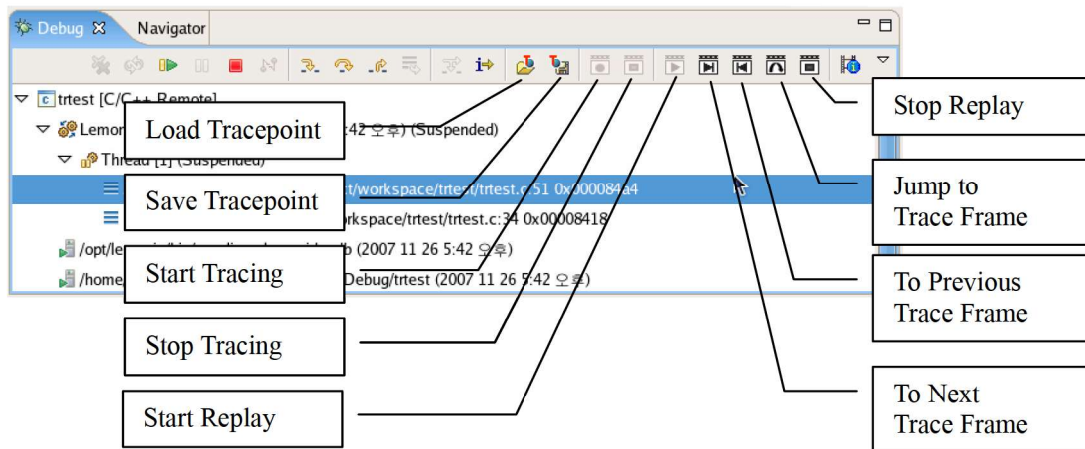 Debug Navigator
trtest [C/C++ Remote]
Lemon :42 오후) (Suspended)
Thread [1] (Suspended)
ct/workspace/trtest/trtest.c:51 0x000084a4
rkspace/trtest/trtest.c:34 0x00008418
/opt/le b (2007 11 26 5:42 오후)
/home/ Debug/trtest (2007 11 26 5:42 오후)
Load Tracepoint
Save Tracepoint
Start Tracing
Stop Tracing
Start Replay
Stop Replay
Jump to
Trace Frame
To Previous
Trace Frame
To Next
Trace Frame